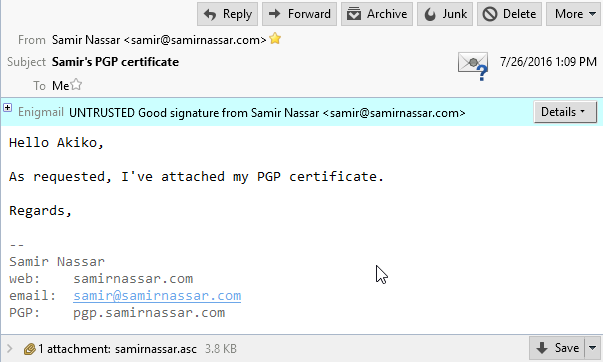 Reply Forward Archive Junk Delete More
From Samir Nassar <samir@samirnassar.com>
Subject Samir's PGP certificate 7/26/2016 1:09 PM
To Me
Enigmail UNTRUSTED Good signature from Samir Nassar <samir@samirnassar.com> Details
Hello Akiko,
As requested, I've attached my PGP certificate.
Regards,
--
Samir Nassar
web: samirnassar.com
email: samir@samirnassar.com
PGP: pgp.samirnassar.com
1 attachment: samirnassar.asc 3.8 KB Save